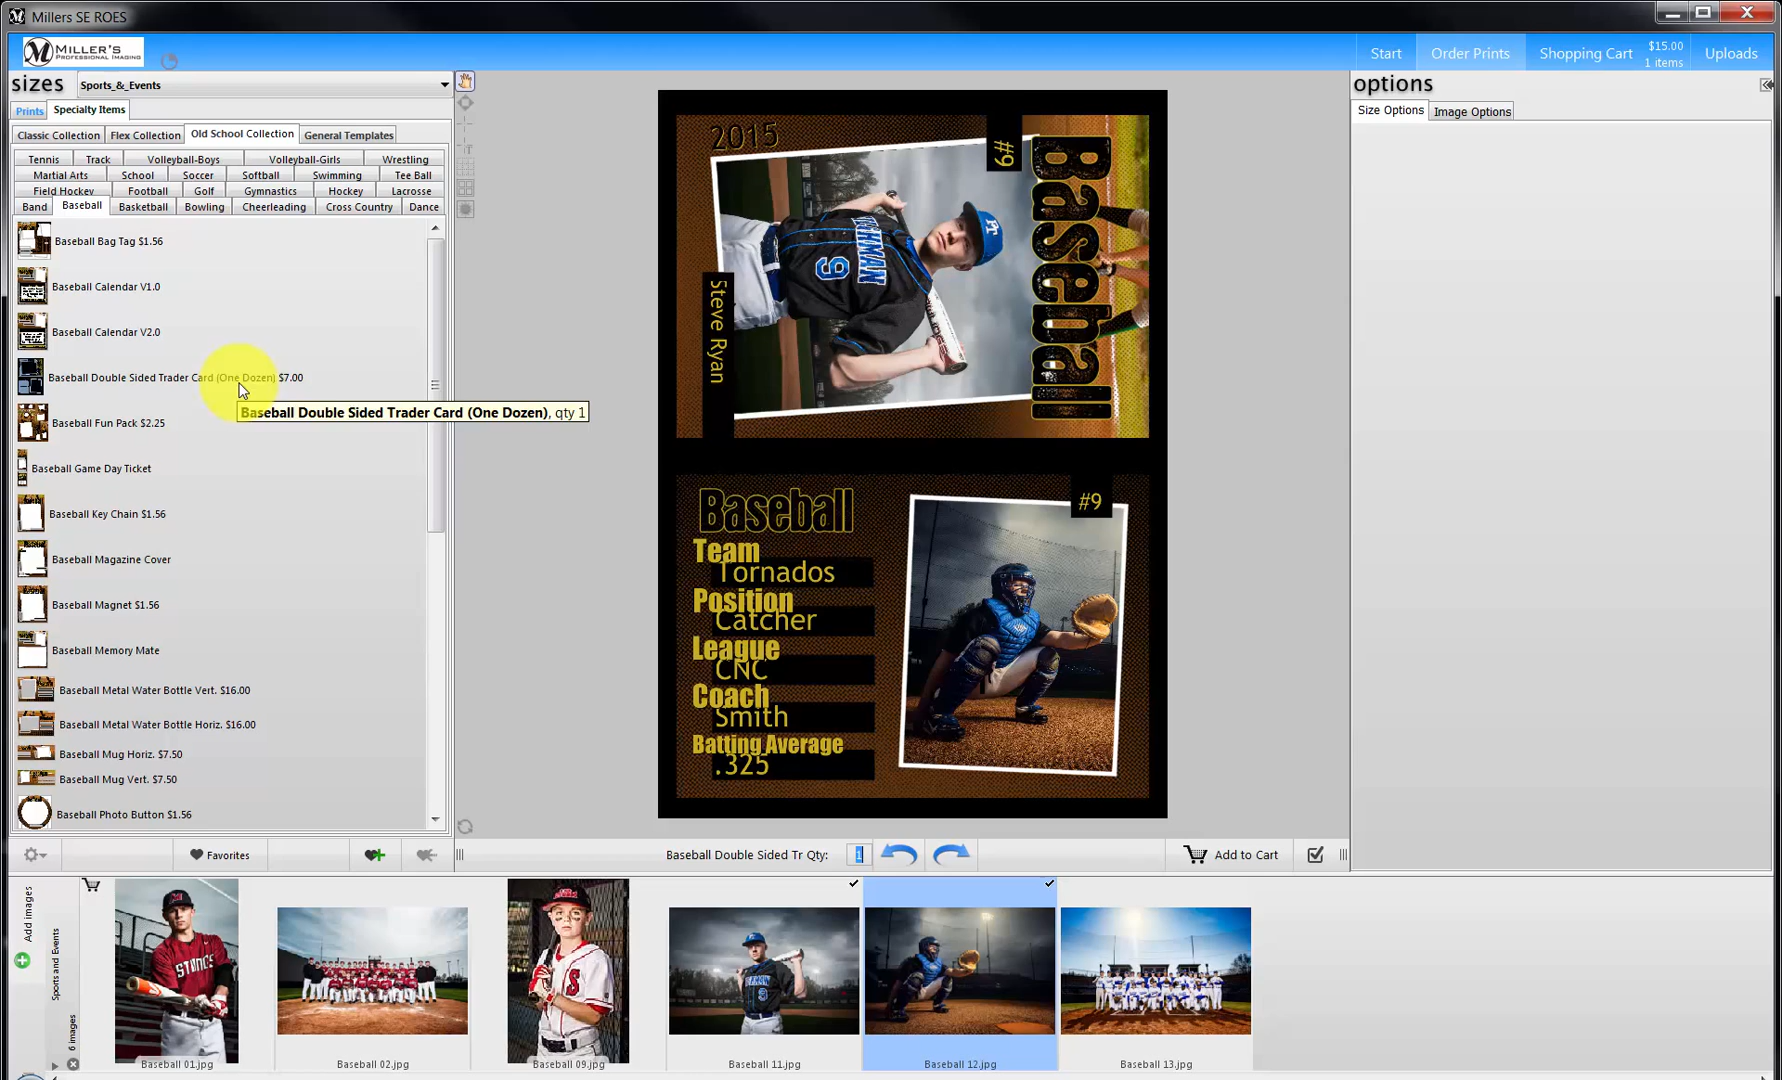 Millers SE ROES
MILLER'S
PROFESSIONAL IMAGING
Start
Order Prints
Shopping Cart
$15.00
1 items
Uploads
sizes
Sports_&_Events
Prints
Specialty Items
Classic Collection
Flex Collection
Old School Collection
General Templates
Tennis
Track
Volleyball-Boys
Volleyball-Girls
Wrestling
Martial Arts
School
Soccer
Softball
Swimming
Tee Ball
Field Hockey
Football
Golf
Gymnastics
Hockey
Lacrosse
Band
Baseball
Basketball
Bowling
Cheerleading
Cross Country
Dance
Baseball Bag Tag $1.56
Baseball Calendar V1.0
Baseball Calendar V2.0
Baseball Double Sided Trader Card (One Dozen) $7.00
Baseball Double Sided Trader Card (One Dozen), qty 1
Baseball Fun Pack $2.25
Baseball Game Day Ticket
Baseball Key Chain $1.56
Baseball Magazine Cover
Baseball Magnet $1.56
Baseball Memory Mate
Baseball Metal Water Bottle Vert. $16.00
Baseball Metal Water Bottle Horiz. $16.00
Baseball Mug Horiz. $7.50
Baseball Mug Vert. $7.50
Baseball Photo Button $1.56
Favorites
2015
#9
Baseball
Steve Ryan
9
Baseball
#9
Team
Tornados
Position
Catcher
League
CNC
Coach
Smith
Batting Average
.325
Baseball Double Sided Tr Qty:
1
Add to Cart
options
Size Options
Image Options
Add images
Sports and Events
6 images
Baseball 01.jpg
Baseball 02.jpg
Baseball 09.jpg
Baseball 11.jpg
Baseball 12.jpg
Baseball 13.jpg